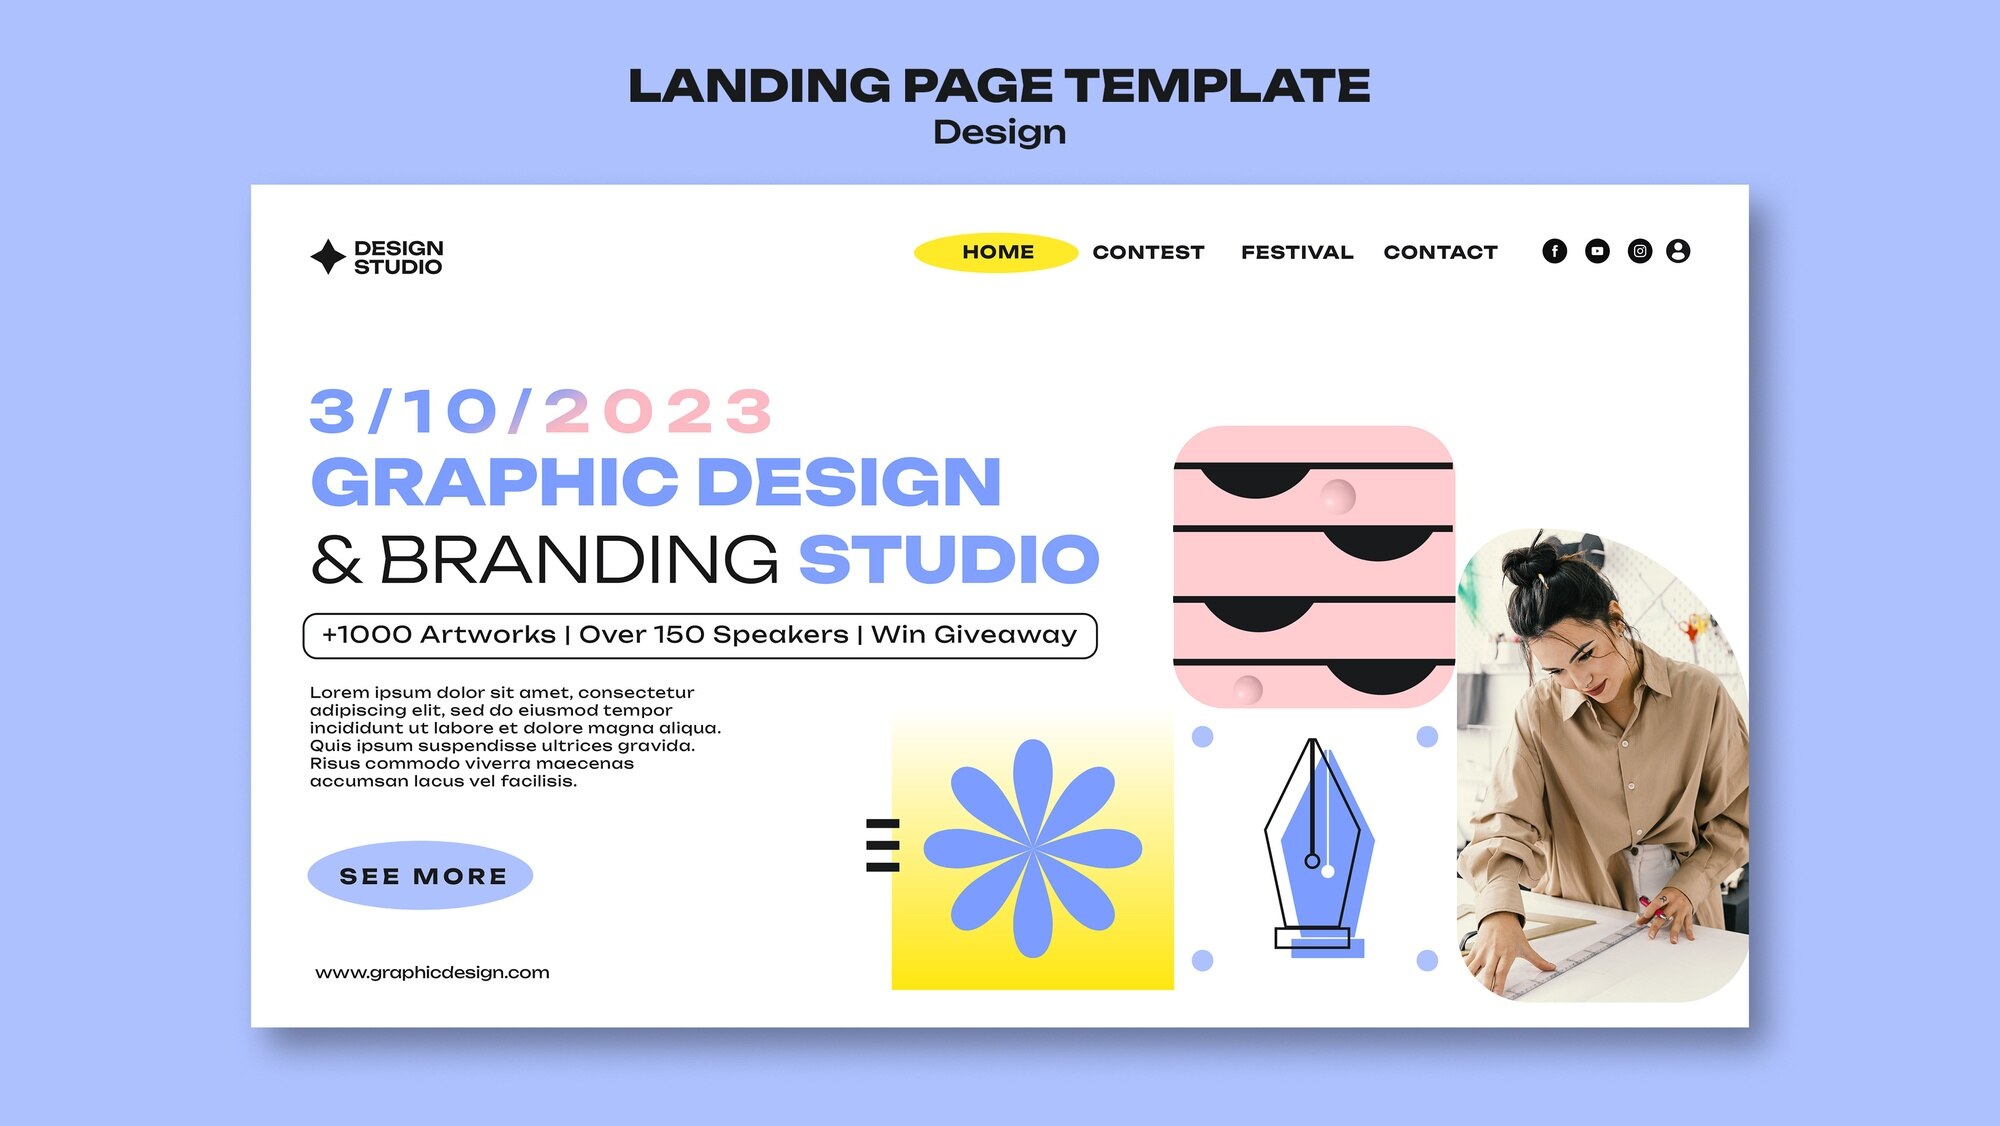 LANDING PAGE TEMPLATE
Design
DESIGN
STUDIO
HOME CONTEST FESTIVAL CONTACT
3/10/2023
GRAPHIC DESIGN
& BRANDING STUDIO
+1000 Artworks | Over 150 Speakers | Win Giveaway
Lorem ipsum dolor sit amet, consectetur
adipiscing elit, sed do eiusmod tempor
incididunt ut labore et dolore magna aliqua.
Quis ipsum suspendisse ultrices gravida.
Risus commodo viverra maecenas
accumsan lacus vel facilisis.
SEE MORE
www.graphicdesign.com